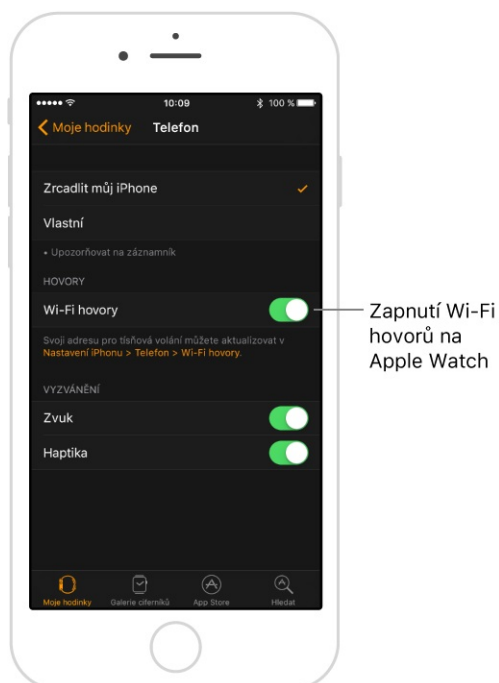 10:09
100 %
Moje hodinky
Telefon
Zrcadlit můj iPhone
Vlastní
• Upozorňovat na záznamník
HOVORY
Wi-Fi hovory
Svoji adresu pro tísňová volání můžete aktualizovat v
Nastavení iPhonu > Telefon > Wi-Fi hovory.
VYZVÁNĚNÍ
Zvuk
Haptika
Moje hodinky
Galerie ciferníků
App Store
Hledat
Zapnutí Wi-Fi
hovorů na
Apple Watch